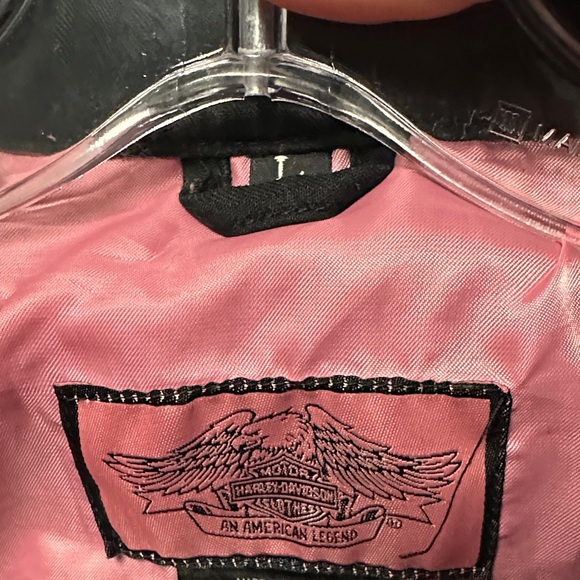 L
MOTOR
HARLEY-DAVIDSON
CLOTHES
AN AMERICAN LEGEND